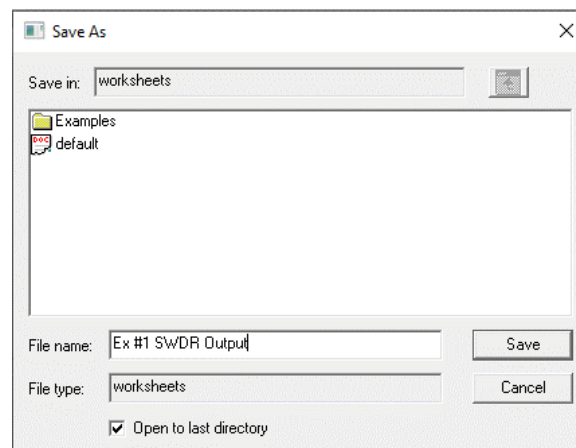 Save As
Save in: worksheets
Examples
DOC default
File name: Ex #1 SWDR Output Save
File type: worksheets Cancel
Open to last directory